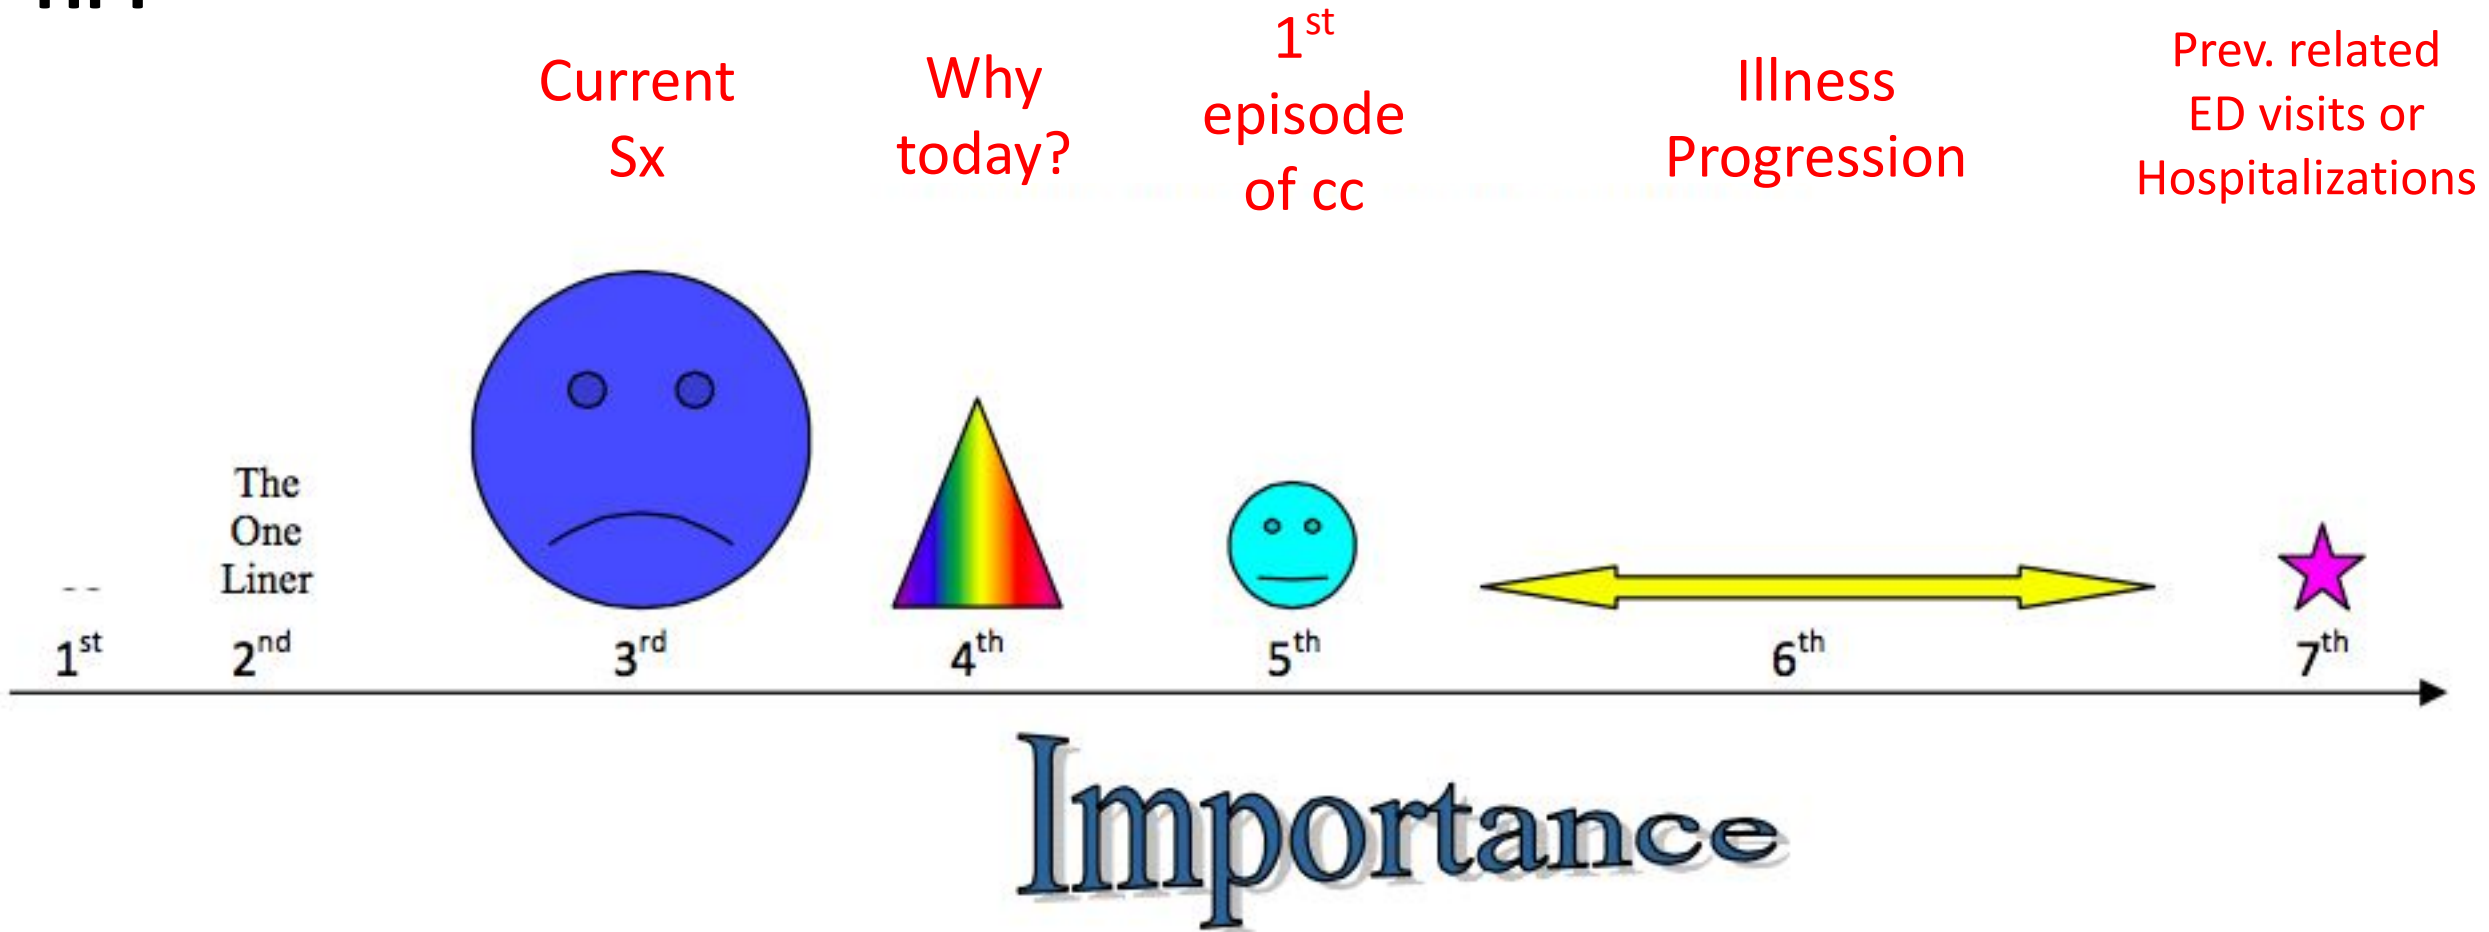 Current
Sx
Why
today?
1st
episode
of cc
Illness
Progression
Prev. related
ED visits or
Hospitalizations
The
One
Liner
1st
2nd
3rd
4th
5th
6th
7th
Importance